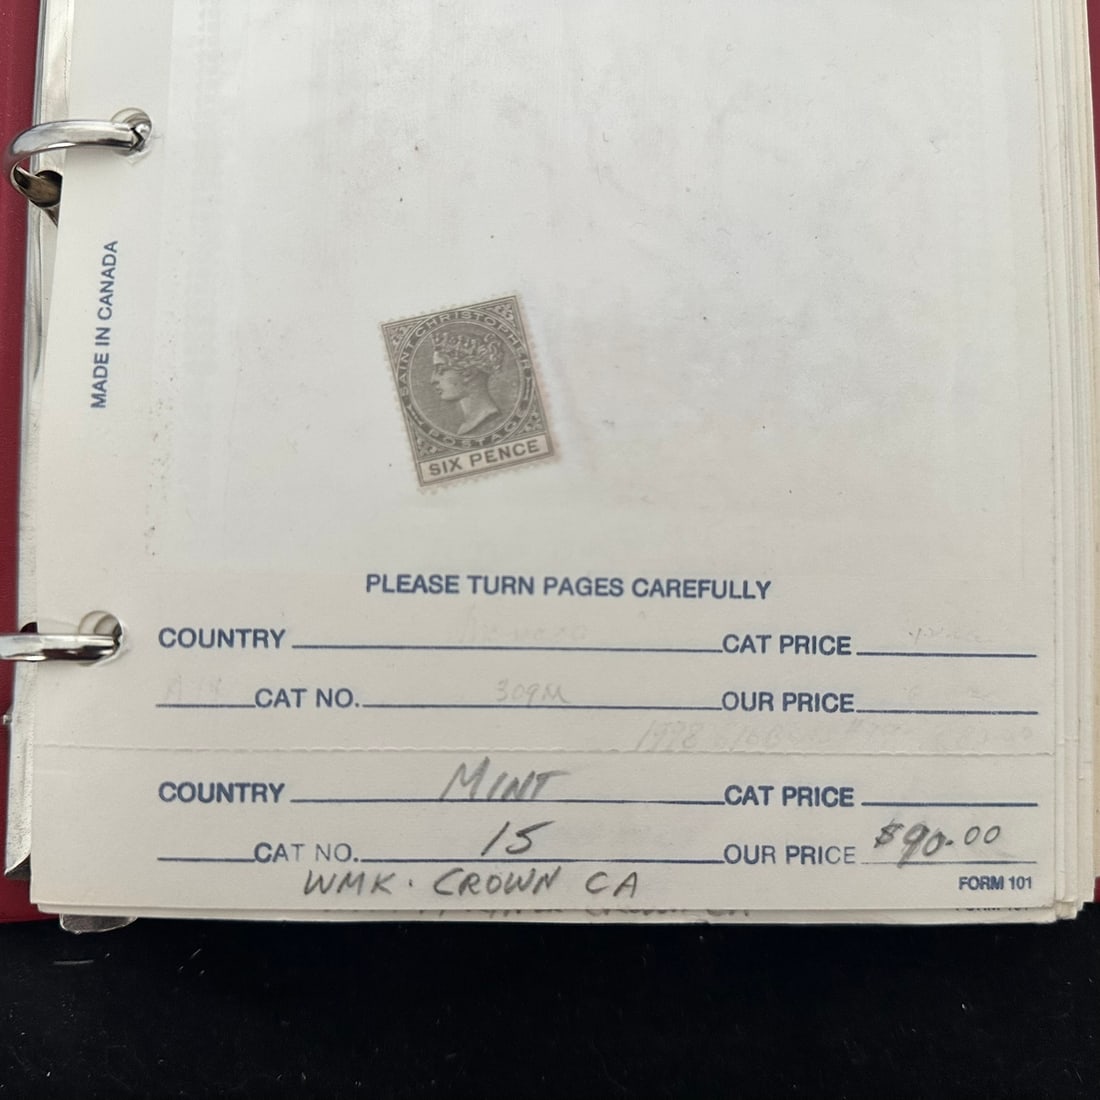 MADE IN CANADA
SAINT CHRISTOPHER
POSTAGE
SIX PENCE
PLEASE TURN PAGES CAREFULLY
COUNTRY CAT PRICE
CAT NO. 309M OUR PRICE
1998
COUNTRY MINT CAT PRICE
CAT NO. 15 OUR PRICE $90.00
WMK. CROWN CA
FORM 101